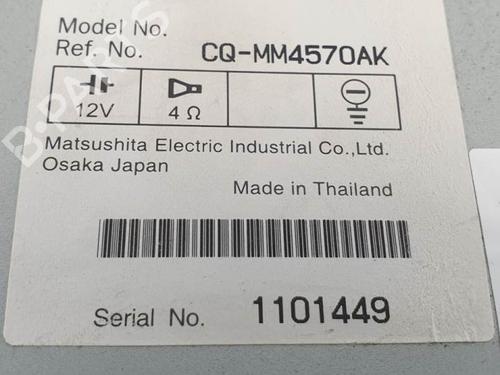 Model No.
Ref. No. CQ-MM4570AK
12V 4 Ω
Matsushita Electric Industrial Co.,Ltd.
Osaka Japan
Made in Thailand
Serial No. 1101449
B-PARTS